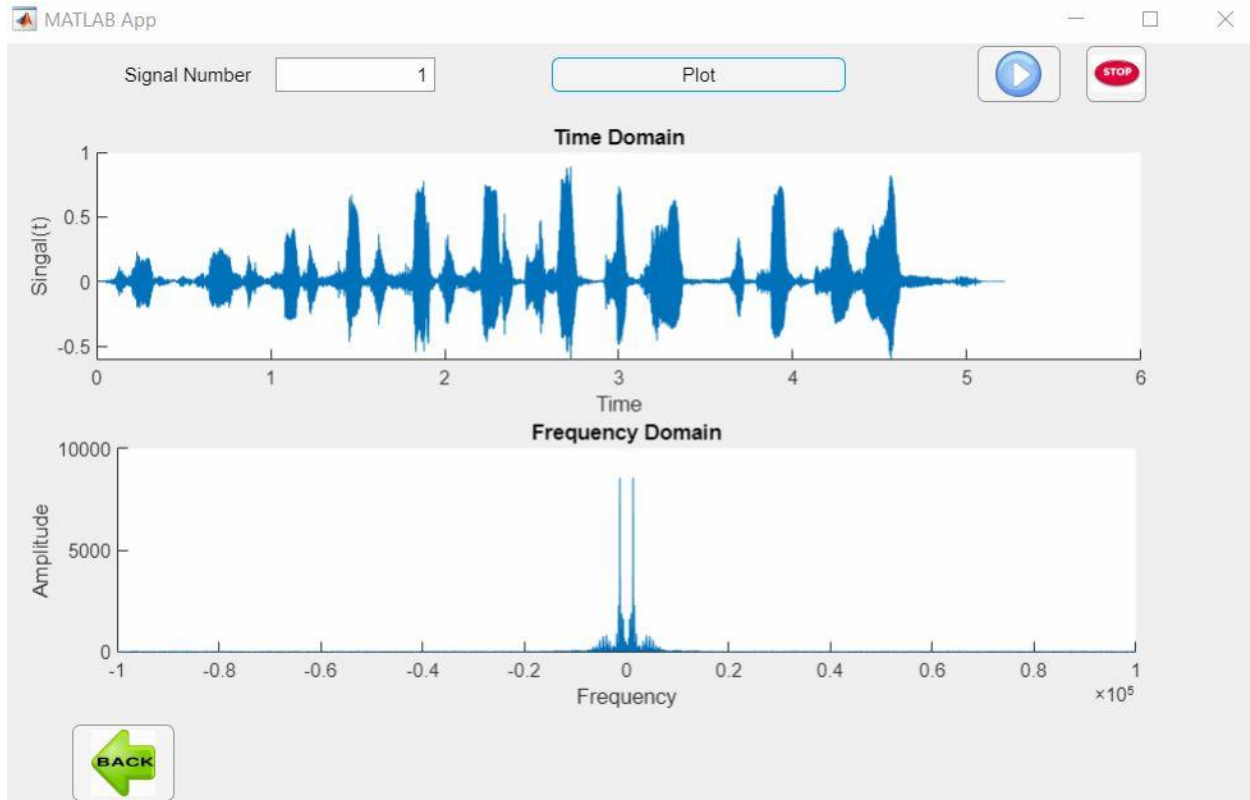 MATLAB App
Signal Number 1 Plot STOP
Time Domain
1
0.5
0
-0.5
Singal(t)
0 1 2 3 4 5 6
Time
Frequency Domain
10000
5000
0
Amplitude
-1 -0.8 -0.6 -0.4 -0.2 0 0.2 0.4 0.6 0.8 1
×10⁵
Frequency
BACK